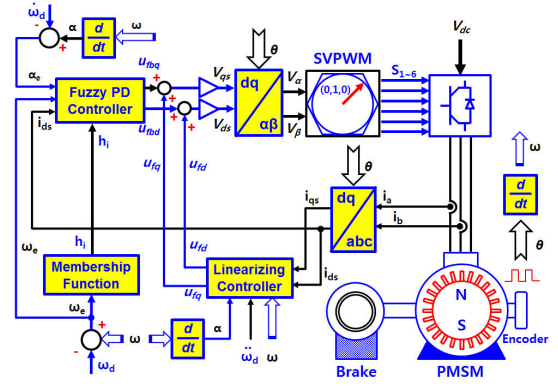 ω̇d
d
dt
ω
α
ufbq
Vqs
θ
SVPWM
Vdc
αe
Fuzzy PD
Controller
dq
αβ
Vα
(0,1,0)
S1~6
ids
ufbd
Vds
Vβ
hi
ufq
ufd
θ
ω
iqs
dq
abc
ia
ib
d
dt
ωe
ufd
θ
hi
Linearizing
Controller
ids
Membership
Function
ufq
N
S
ωe
ω
d
dt
α
Encoder
ωd
ω̈d
ω
Brake
PMSM